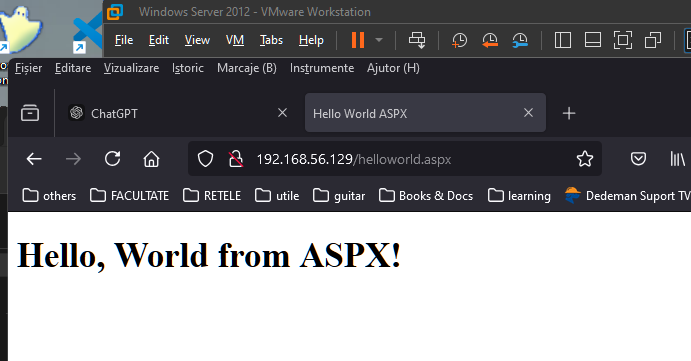 Windows Server 2012 - VMware Workstation
File Edit View VM Tabs Help
Fișier Editare Vizualizare Istoric Marcaje (B) Instrumente Ajutor (H)
ChatGPT Hello World ASPX
192.168.56.129/helloworld.aspx
others FACULTATE RETELE utile guitar Books & Docs learning Dedeman Suport TV
Hello, World from ASPX!